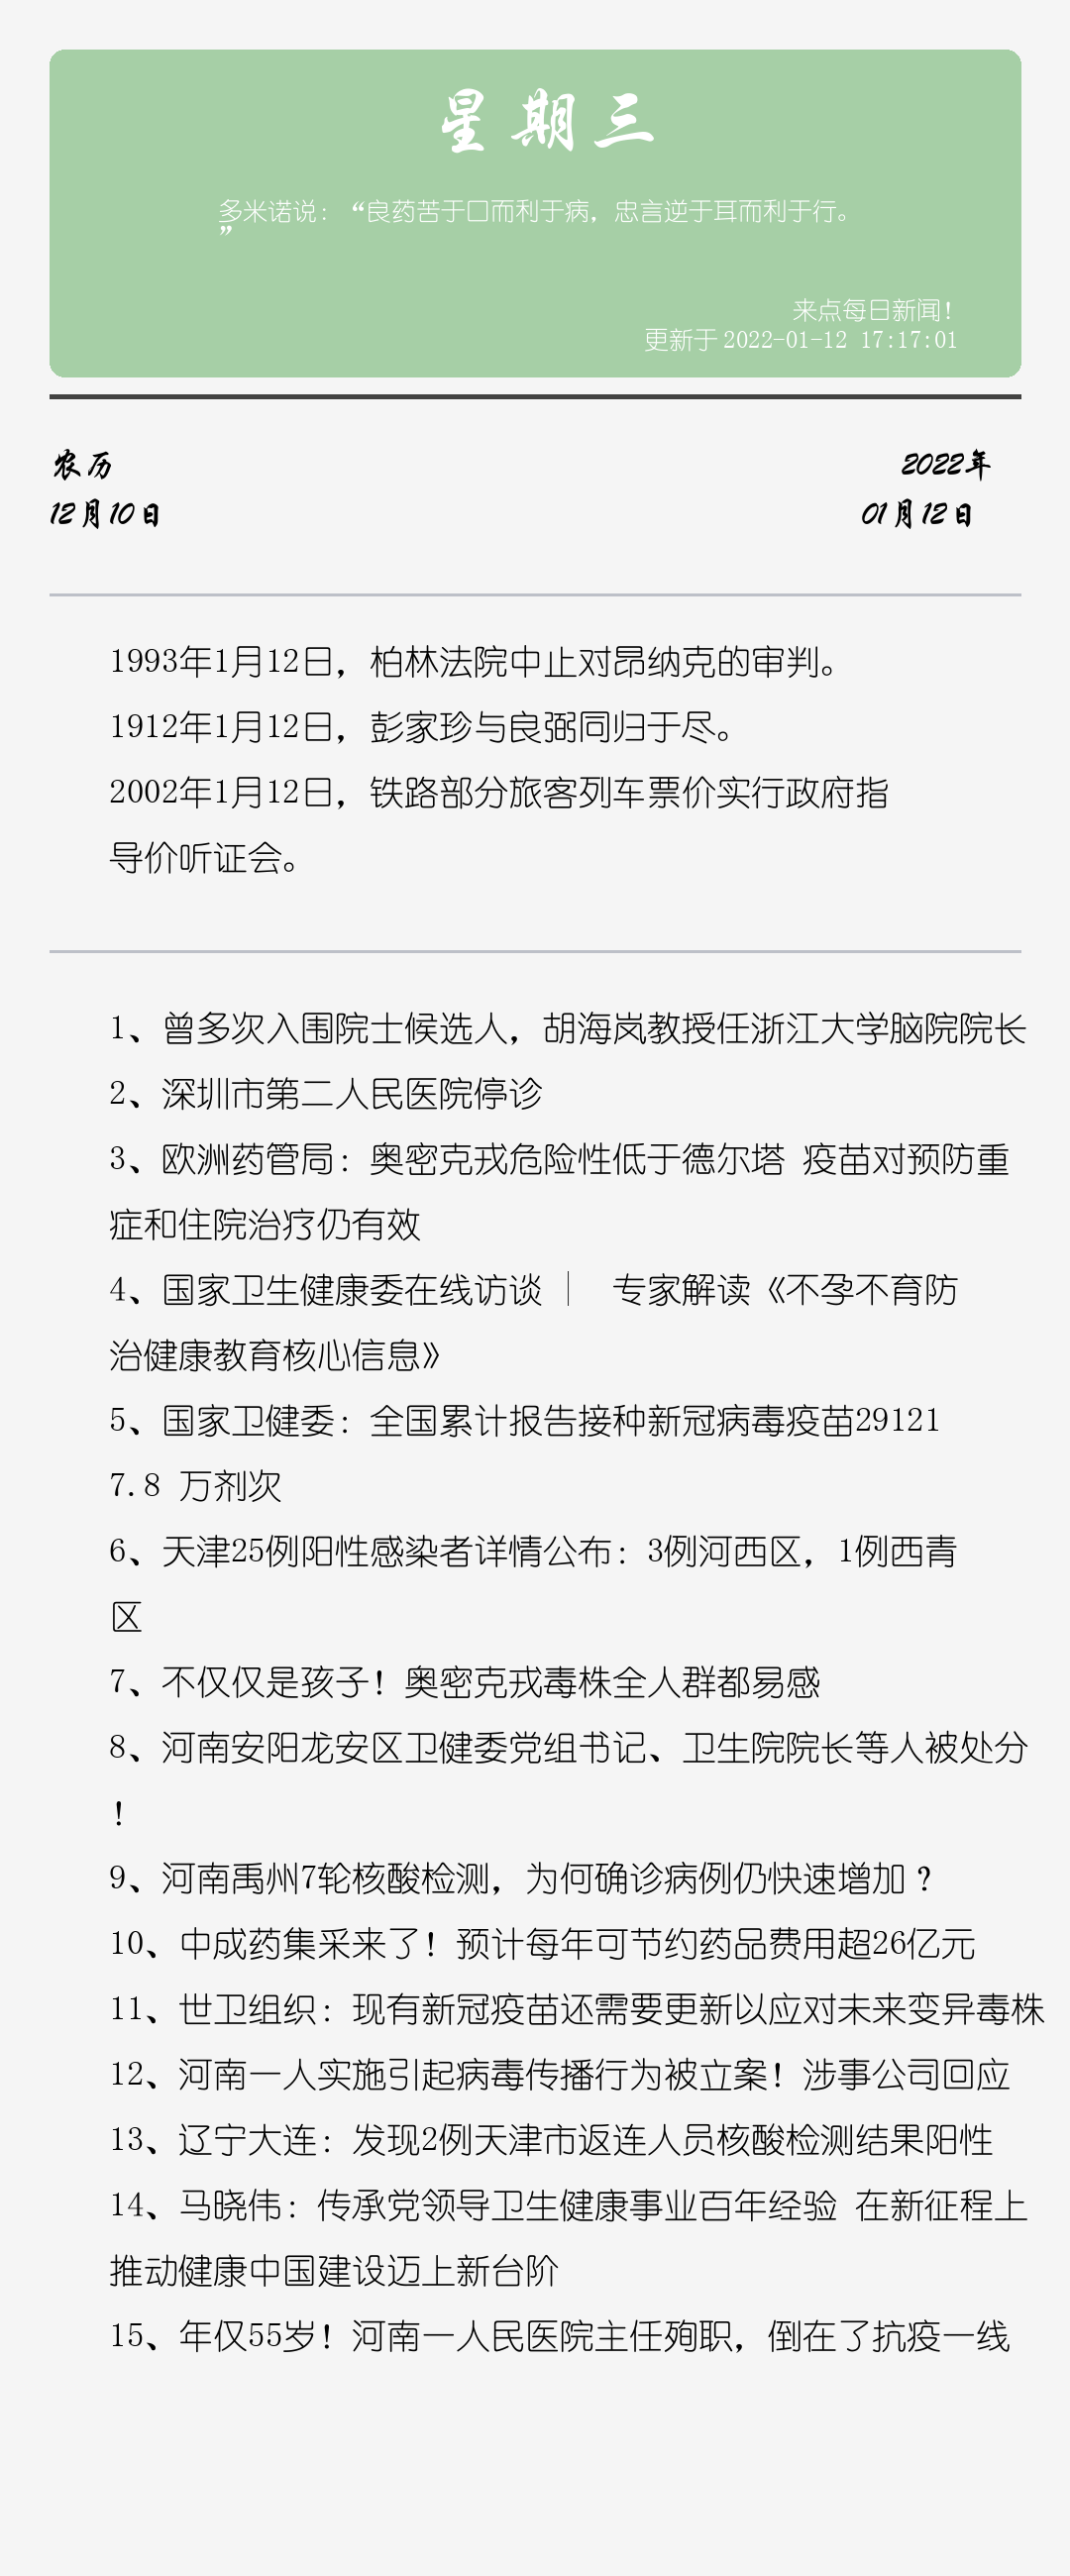 星期三
多米诺说：“良药苦于口而利于病，忠言逆于耳而利于行。
”
来点每日新闻！
更新于 2022-01-12 17:17:01
农历
2022年
12月10日
01月12日
1993年1月12日，柏林法院中止对昂纳克的审判。
1912年1月12日，彭家珍与良弼同归于尽。
2002年1月12日，铁路部分旅客列车票价实行政府指
导价听证会。
1、曾多次入围院士候选人，胡海岚教授任浙江大学脑院院长
2、深圳市第二人民医院停诊
3、欧洲药管局：奥密克戎危险性低于德尔塔 疫苗对预防重
症和住院治疗仍有效
4、国家卫生健康委在线访谈 | 专家解读《不孕不育防
治健康教育核心信息》
5、国家卫健委：全国累计报告接种新冠病毒疫苗29121
7.8 万剂次
6、天津25例阳性感染者详情公布：3例河西区，1例西青
区
7、不仅仅是孩子！奥密克戎毒株全人群都易感
8、河南安阳龙安区卫健委党组书记、卫生院院长等人被处分
！
9、河南禹州7轮核酸检测，为何确诊病例仍快速增加？
10、中成药集采来了！预计每年可节约药品费用超26亿元
11、世卫组织：现有新冠疫苗还需要更新以应对未来变异毒株
12、河南一人实施引起病毒传播行为被立案！涉事公司回应
13、辽宁大连：发现2例天津市返连人员核酸检测结果阳性
14、马晓伟：传承党领导卫生健康事业百年经验 在新征程上
推动健康中国建设迈上新台阶
15、年仅55岁！河南一人民医院主任殉职，倒在了抗疫一线